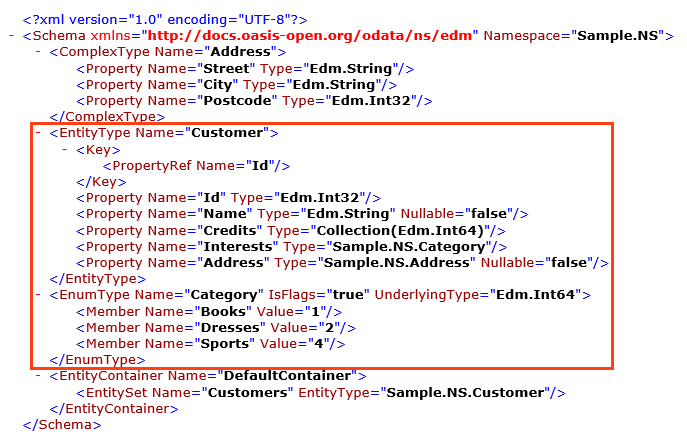 <?xml version="1.0" encoding="UTF-8"?>
- <Schema xmlns="http://docs.oasis-open.org/odata/ns/edm" Namespace="Sample.NS">
- <ComplexType Name="Address">
<Property Name="Street" Type="Edm.String"/>
<Property Name="City" Type="Edm.String"/>
<Property Name="Postcode" Type="Edm.Int32"/>
</ComplexType>
- <EntityType Name="Customer">
- <Key>
<PropertyRef Name="Id"/>
</Key>
<Property Name="Id" Type="Edm.Int32"/>
<Property Name="Name" Type="Edm.String" Nullable="false"/>
<Property Name="Credits" Type="Collection(Edm.Int64)"/>
<Property Name="Interests" Type="Sample.NS.Category"/>
<Property Name="Address" Type="Sample.NS.Address" Nullable="false"/>
</EntityType>
- <EnumType Name="Category" IsFlags="true" UnderlyingType="Edm.Int64">
<Member Name="Books" Value="1"/>
<Member Name="Dresses" Value="2"/>
<Member Name="Sports" Value="4"/>
</EnumType>
- <EntityContainer Name="DefaultContainer">
<EntitySet Name="Customers" EntityType="Sample.NS.Customer"/>
</EntityContainer>
</Schema>